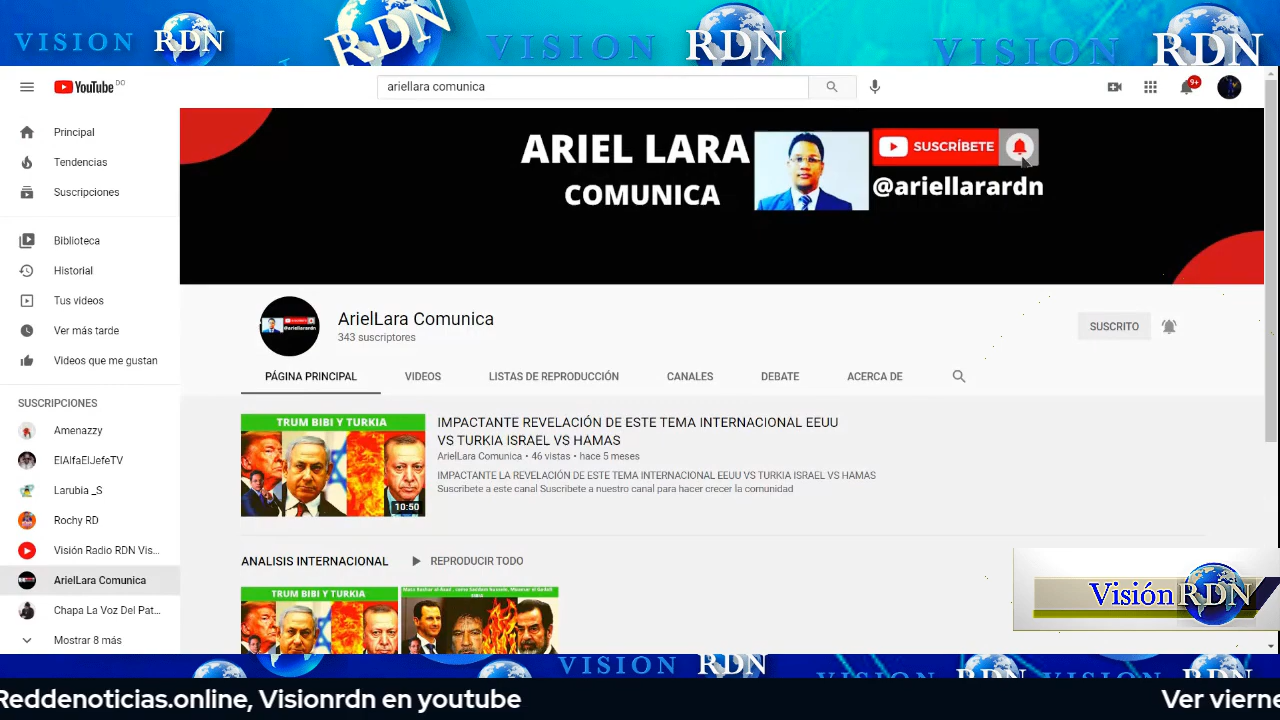 VISION RDN RDN VISION RDN VISION RDN
YouTube DO
ariellara comunica
9+
Principal
Tendencias
Suscripciones
Biblioteca
Historial
Tus videos
Ver más tarde
Videos que me gustan
SUSCRIPCIONES
Amenazzy
ElAlfaElJefeTV
Larubia _S
Rochy RD
Visión Radio RDN Vis...
ArielLara Comunica
Chapa La Voz Del Pat...
Mostrar 8 más
ARIEL LARA
COMUNICA
SUSCRÍBETE
@ariellarardn
ArielLara Comunica
343 suscriptores
SUSCRITO
PÁGINA PRINCIPAL
VIDEOS
LISTAS DE REPRODUCCIÓN
CANALES
DEBATE
ACERCA DE
TRUM BIBI Y TURKIA
10:50
IMPACTANTE REVELACIÓN DE ESTE TEMA INTERNACIONAL EEUU
VS TURKIA ISRAEL VS HAMAS
ArielLara Comunica • 46 vistas • hace 5 meses
IMPACTANTE LA REVELACIÓN DE ESTE TEMA INTERNACIONAL EEUU VS TURKIA ISRAEL VS HAMAS
Suscribete a este canal Suscribete a nuestro canal para hacer crecer la comunidad
ANALISIS INTERNACIONAL
REPRODUCIR TODO
TRUM BIBI Y TURKIA
Visión RDN
VISION RDN VISION RDN
Reddenoticias.online, Visionrdn en youtube
Ver vierne